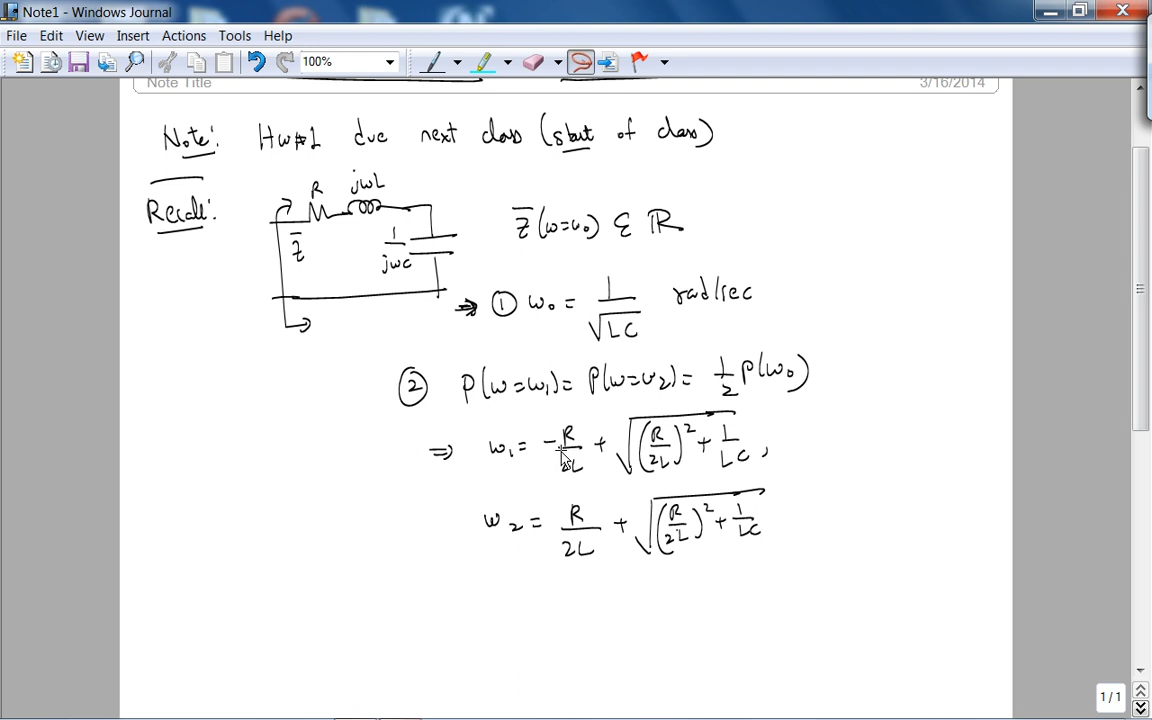 Note1 - Windows Journal
File Edit View Insert Actions Tools Help
100%
Note Title 3/16/2014
Note: Hw#1 due next class (start of class)
Recall: R jωL
Z̅
1/jωC
Z̅(ω=ω₀) ∈ ℝ
⇒ ① ω₀ = 1/√LC rad/sec
② P(ω=ω₁) = P(ω=ω₂) = 1/2 P(ω₀)
⇒ ω₁ = -R/2L + √((R/2L)² + 1/LC) ,
ω₂ = R/2L + √((R/2L)² + 1/LC)
1 / 1